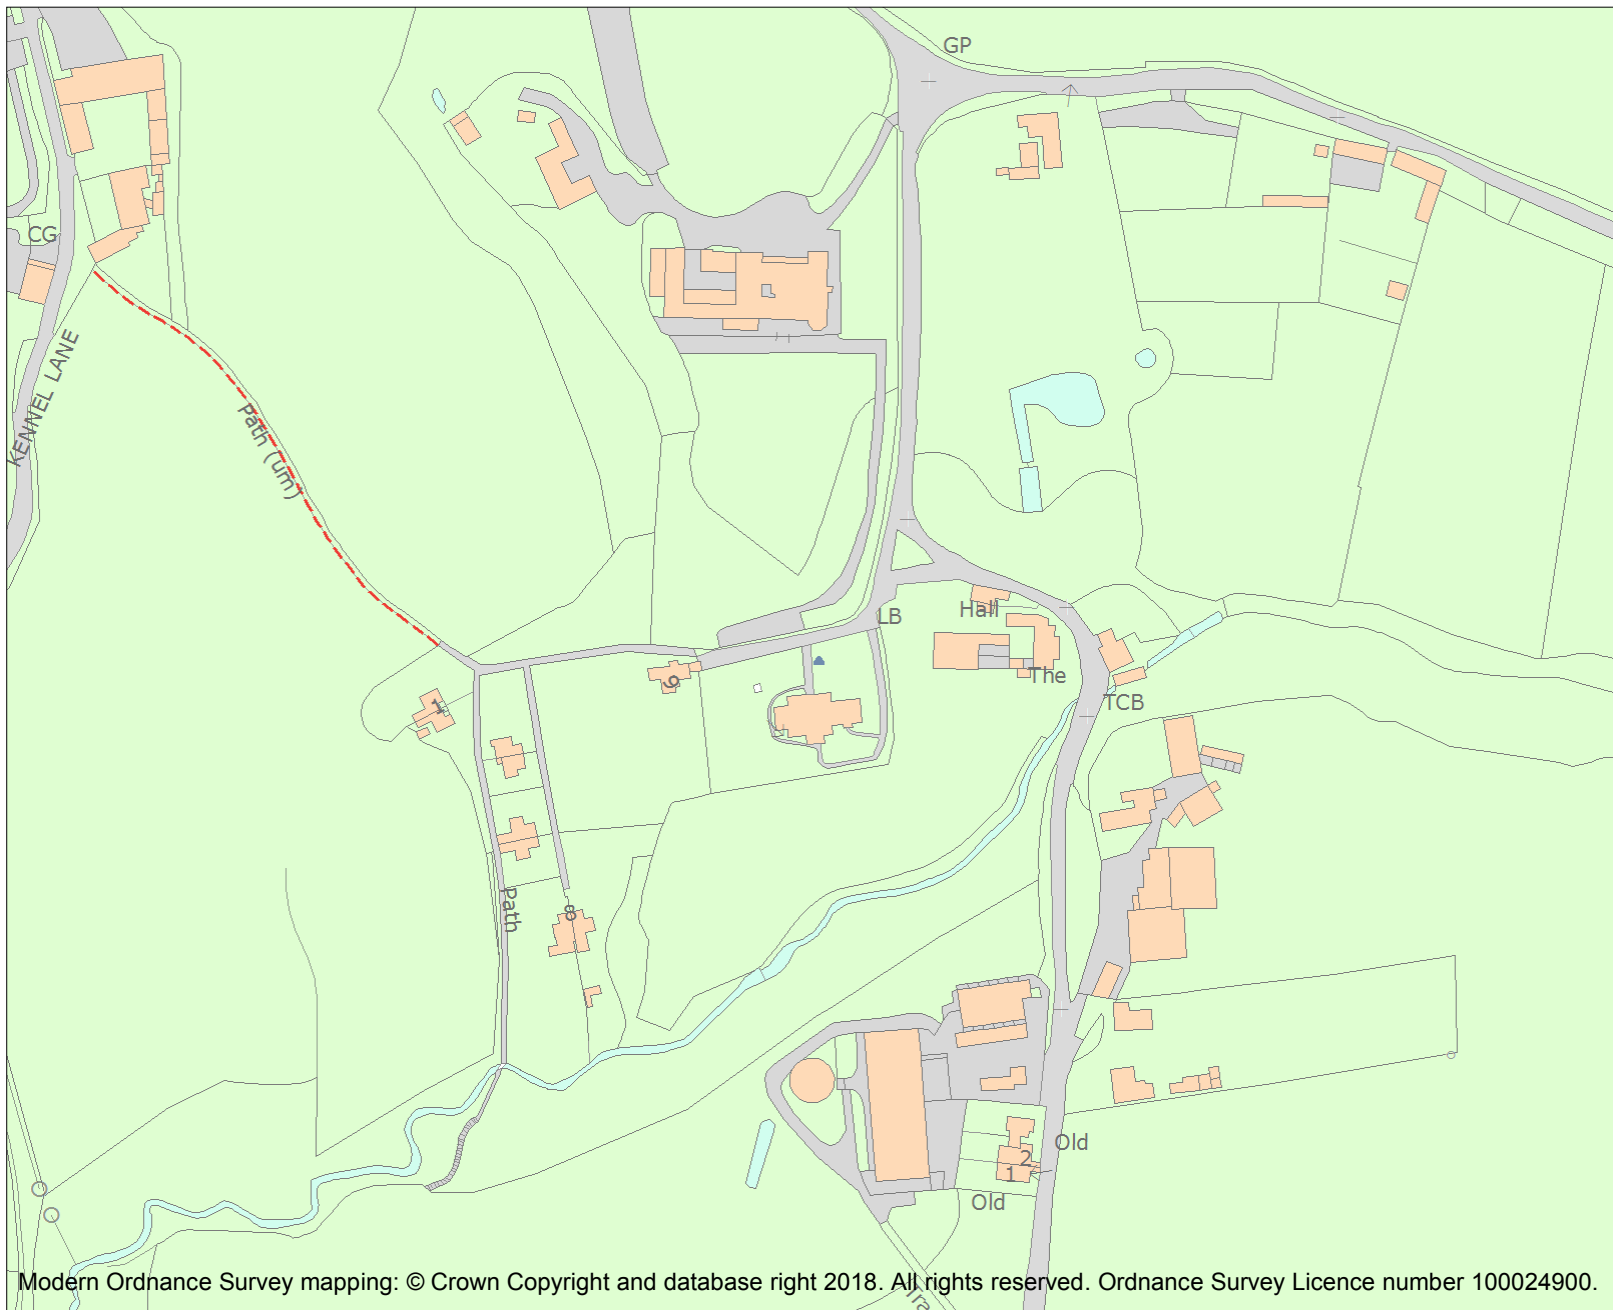 GP
CG
KENNEL LANE
Path (um)
LB
Hall
The
9
TCB
Path
8
Old
2
1
Old
Modern Ordnance Survey mapping: © Crown Copyright and database right 2018. All rights reserved. Ordnance Survey Licence number 100024900.